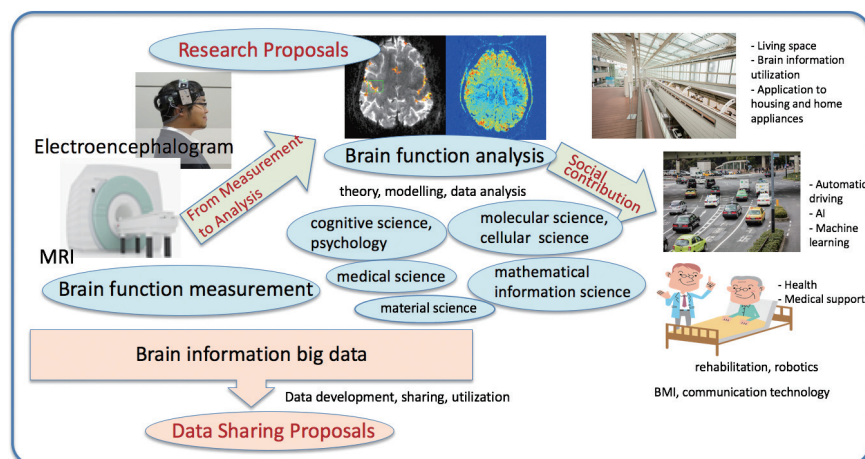 Research Proposals
Electroencephalogram
MRI
Brain function measurement
From Measurement
to Analysis
Brain function analysis
theory, modelling, data analysis
cognitive science,
psychology
molecular science,
cellular science
medical science
mathematical
information science
material science
Social
contribution
- Living space
- Brain information
utilization
- Application to
housing and home
appliances
- Automatic
driving
- AI
- Machine
learning
- Health
- Medical support
rehabilitation, robotics
BMI, communication technology
Brain information big data
Data development, sharing, utilization
Data Sharing Proposals